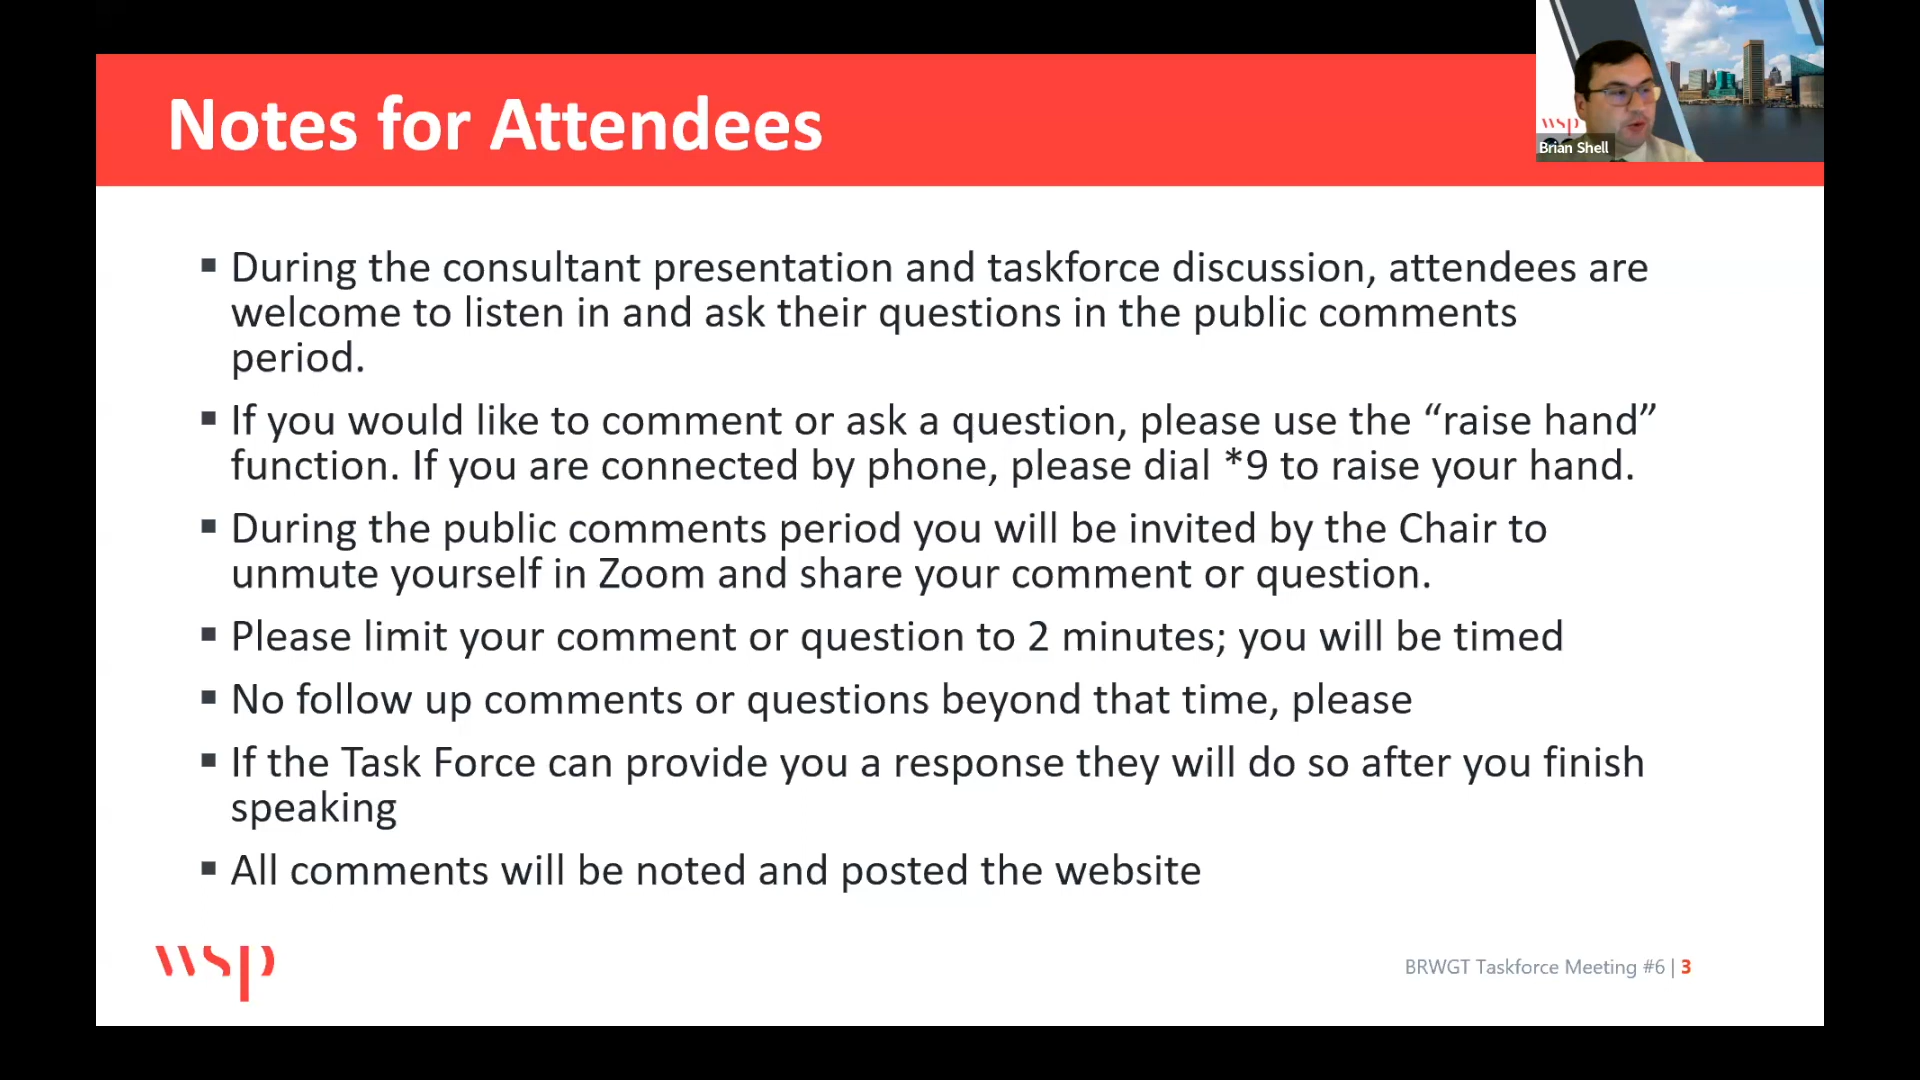 Notes for Attendees
wsp
Brian Shell
▪ During the consultant presentation and taskforce discussion, attendees are
welcome to listen in and ask their questions in the public comments
period.
▪ If you would like to comment or ask a question, please use the “raise hand”
function. If you are connected by phone, please dial *9 to raise your hand.
▪ During the public comments period you will be invited by the Chair to
unmute yourself in Zoom and share your comment or question.
▪ Please limit your comment or question to 2 minutes; you will be timed
▪ No follow up comments or questions beyond that time, please
▪ If the Task Force can provide you a response they will do so after you finish
speaking
▪ All comments will be noted and posted the website
wsp
BRWGT Taskforce Meeting #6 | 3